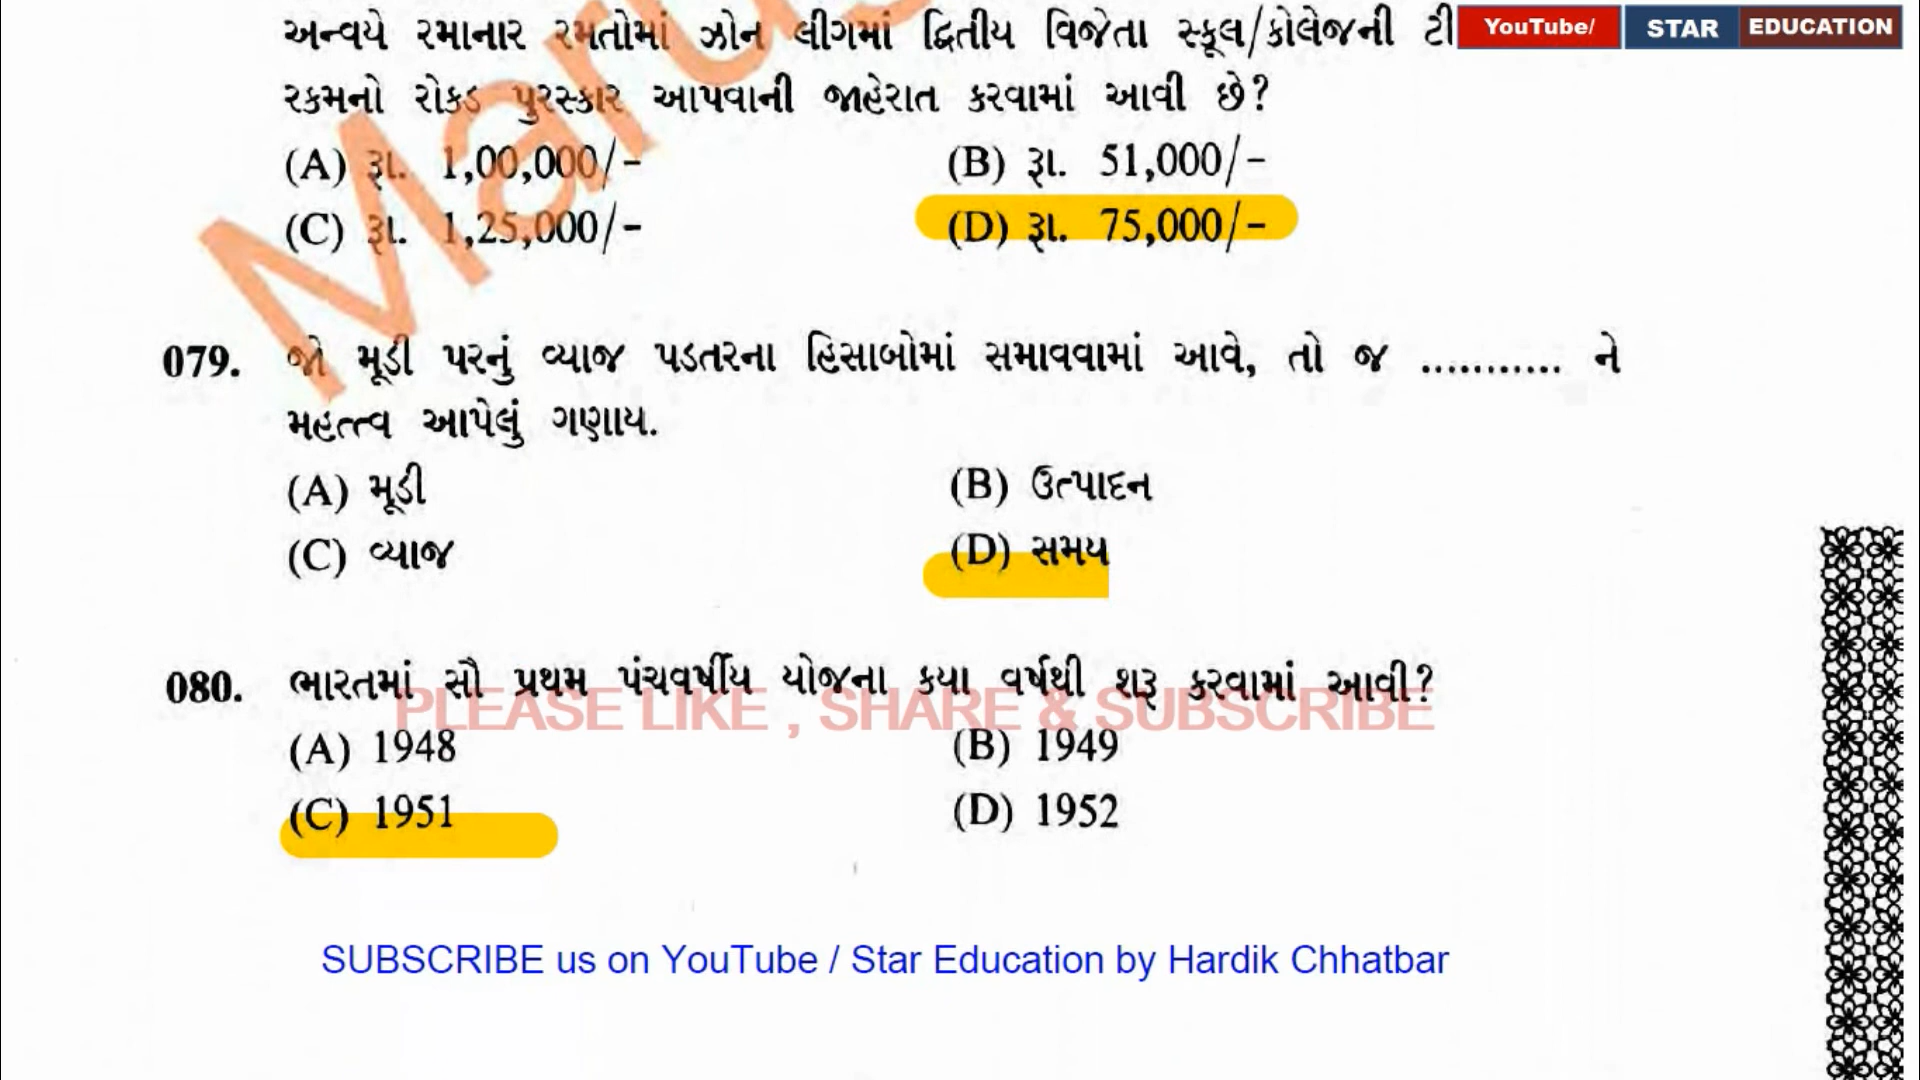 અન્વયે રમાનાર રમતોમાં ઝોન લીગમાં દ્વિતીય વિજેતા સ્કૂલ/કોલેજની ટી
YouTube/ STAR EDUCATION
રકમનો રોકડ પુરસ્કાર આપવાની જાહેરાત કરવામાં આવી છે?
(A) રૂા. 1,00,000/- (B) રૂા. 51,000/-
(C) રૂા. 1,25,000/- (D) રૂા. 75,000/-
Maru
079. જો મૂડી પરનું વ્યાજ પડતરના હિસાબોમાં સમાવવામાં આવે, તો જ ............ ને
મહત્ત્વ આપેલું ગણાય.
(A) મૂડી (B) ઉત્પાદન
(C) વ્યાજ (D) સમય
080. ભારતમાં સૌ પ્રથમ પંચવર્ષીય યોજના કયા વર્ષથી શરૂ કરવામાં આવી?
PLEASE LIKE , SHARE & SUBSCRIBE
(A) 1948 (B) 1949
(C) 1951 (D) 1952
SUBSCRIBE us on YouTube / Star Education by Hardik Chhatbar